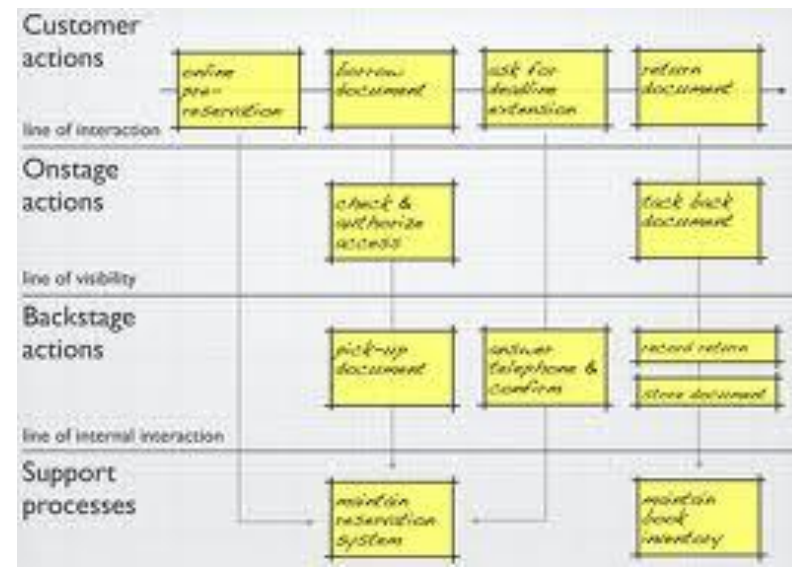 Customer
actions
online
pre-
reservation
borrow
document
ask for
deadline
extension
return
document
line of interaction
Onstage
actions
check &
authorize
access
tack back
document
line of visibility
Backstage
actions
pick-up
document
answer
telephone &
confirm
record return
store document
line of internal interaction
Support
processes
maintain
reservation
system
maintain
book
inventory